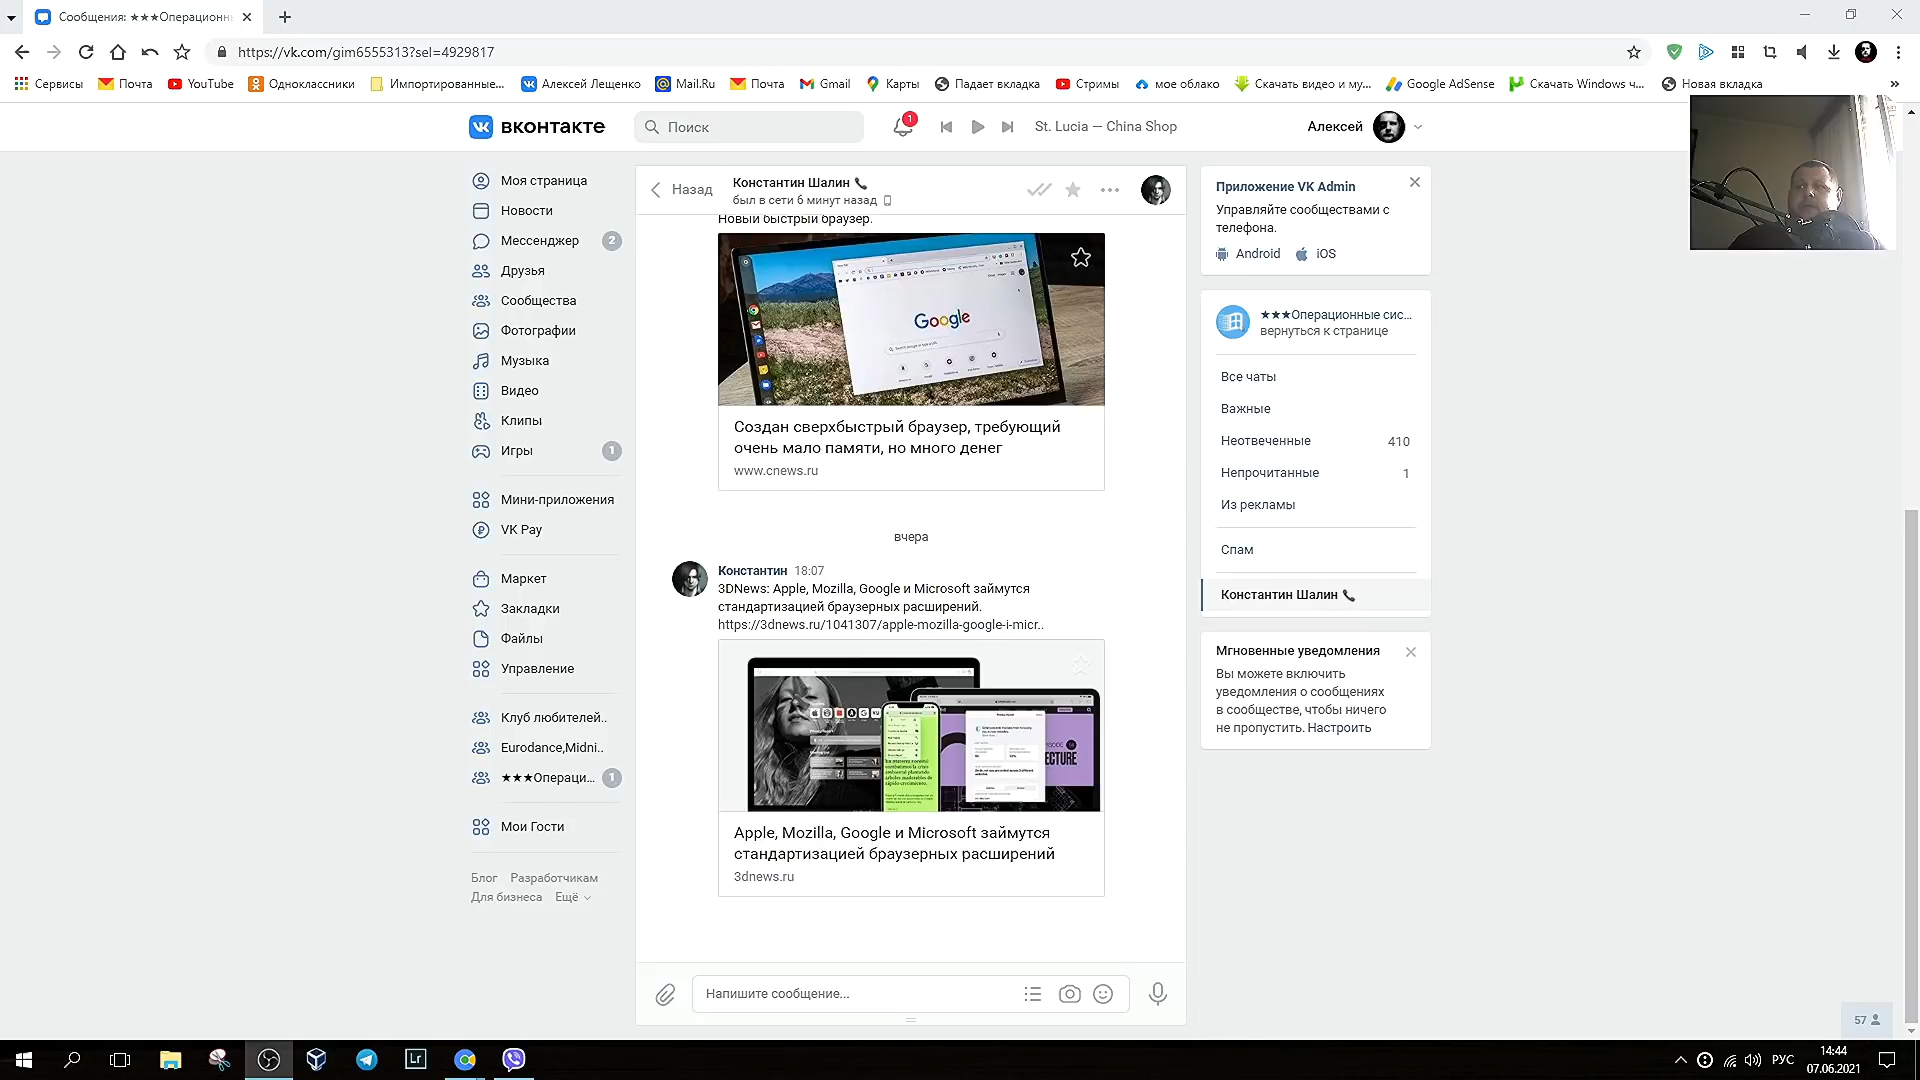 Сообщения: ★★★Операционн
https://vk.com/gim6555313?sel=4929817
Сервисы
Почта
YouTube
Одноклассники
Импортированные...
Алексей Лещенко
Mail.Ru
Почта
Gmail
Карты
Падает вкладка
Стримы
мое облако
Скачать видео и му...
Google AdSense
Скачать Windows ч...
Новая вкладка
вконтакте
Поиск
1
St. Lucia — China Shop
Алексей
Моя страница
Новости
Мессенджер 2
Друзья
Сообщества
Фотографии
Музыка
Видео
Клипы
Игры 1
Мини-приложения
VK Pay
Маркет
Закладки
Файлы
Управление
Клуб любителей..
Eurodance,Midni..
★★★Операци... 1
Мои Гости
Блог Разработчикам
Для бизнеса Ещё
Назад
Константин Шалин
был в сети 6 минут назад
Новый быстрый браузер.
Google
Создан сверхбыстрый браузер, требующий
очень мало памяти, но много денег
www.cnews.ru
вчера
Константин 18:07
3DNews: Apple, Mozilla, Google и Microsoft займутся
стандартизацией браузерных расширений.
https://3dnews.ru/1041307/apple-mozilla-google-i-micr..
Apple, Mozilla, Google и Microsoft займутся
стандартизацией браузерных расширений
3dnews.ru
Напишите сообщение...
Приложение VK Admin
Управляйте сообществами с
телефона.
Android iOS
★★★Операционные сис...
вернуться к странице
Все чаты
Важные
Неотвеченные 410
Непрочитанные 1
Из рекламы
Спам
Константин Шалин
Мгновенные уведомления
Вы можете включить
уведомления о сообщениях
в сообществе, чтобы ничего
не пропустить. Настроить
57
Lr
РУС
14:44
07.06.2021